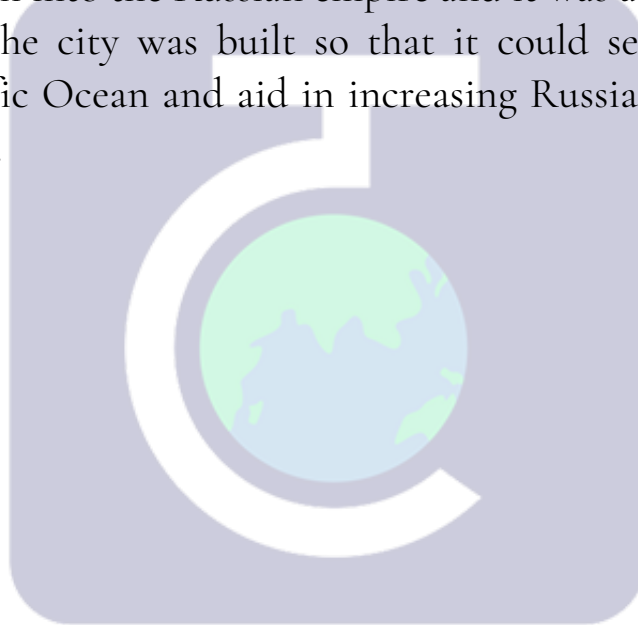 into the Russian empire and it was
he city was built so that it could se
fic Ocean and aid in increasing Russia